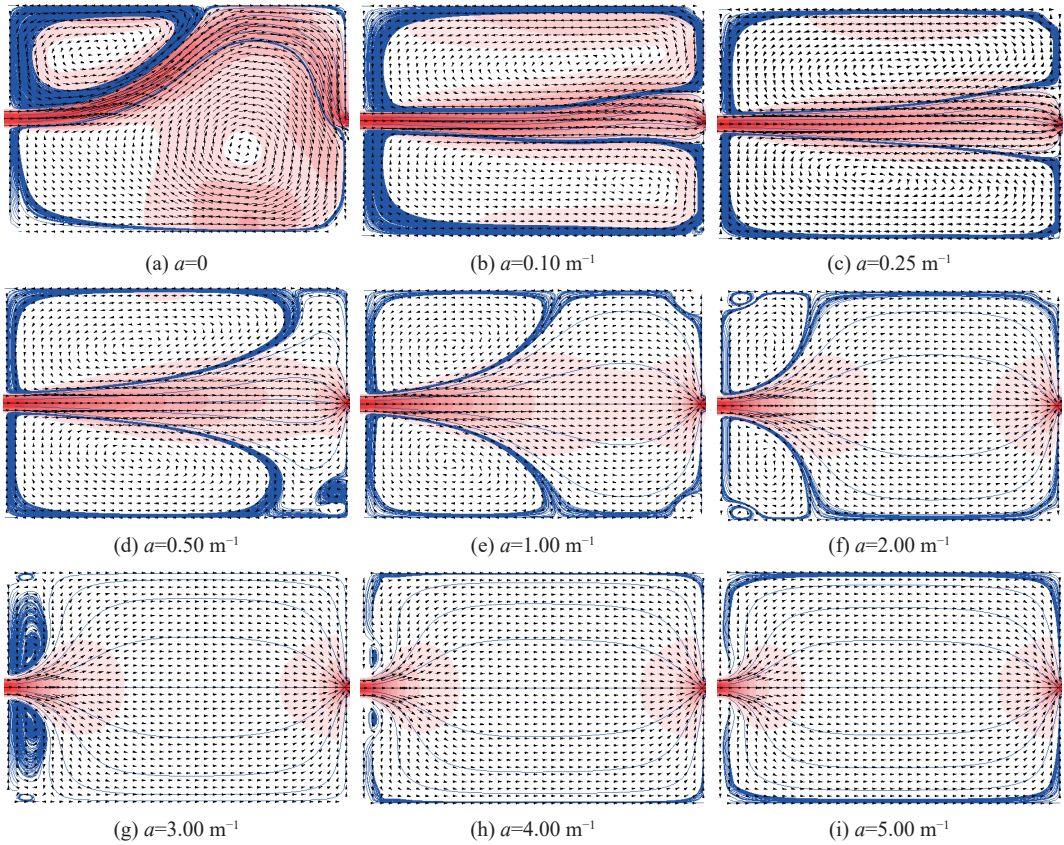 (a) a=0
(b) a=0.10 m⁻¹
(c) a=0.25 m⁻¹
(d) a=0.50 m⁻¹
(e) a=1.00 m⁻¹
(f) a=2.00 m⁻¹
(g) a=3.00 m⁻¹
(h) a=4.00 m⁻¹
(i) a=5.00 m⁻¹